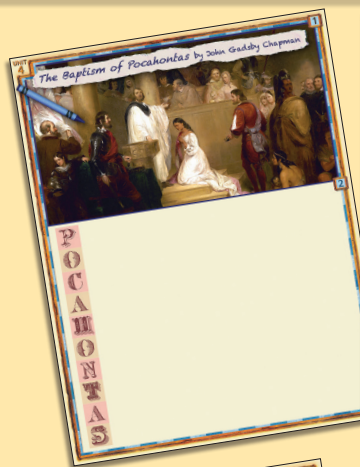 UNIT
4
1
The Baptism of Pocahontas by John Gadsby Chapman
2
P
O
C
A
H
O
N
T
A
S